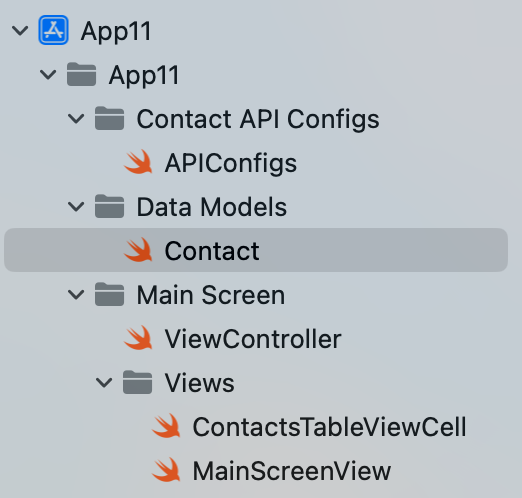 App11
App11
Contact API Configs
APIConfigs
Data Models
Contact
Main Screen
ViewController
Views
ContactsTableViewCell
MainScreenView